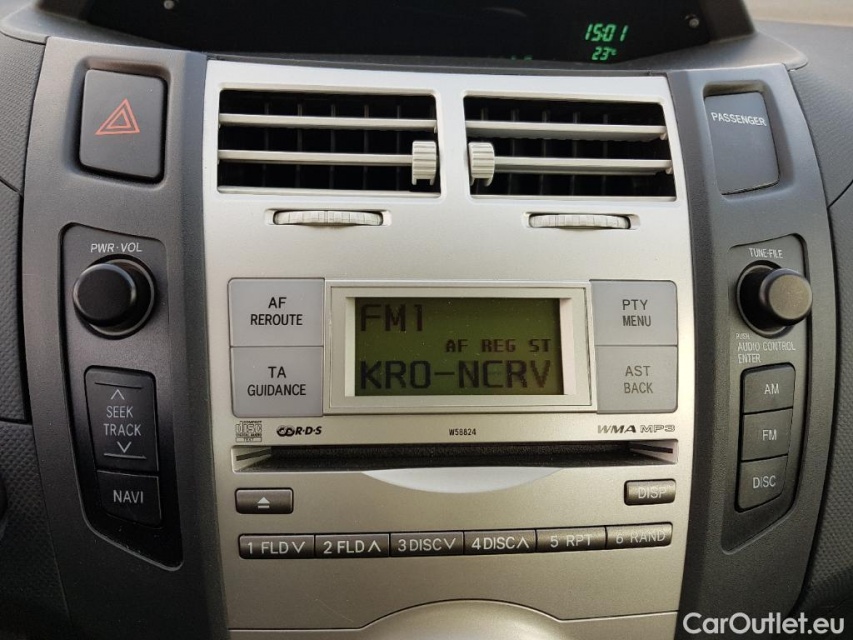 15:01
23°
PASSENGER
PWR·VOL
TUNE·FILE
AF
REROUTE
FM1
PTY
MENU
AF REG ST
PUSH
AUDIO CONTROL
ENTER
TA
GUIDANCE
KRO-NCRV
AST
BACK
AM
SEEK
TRACK
FM
DISC
R·D·S
W58824
WMA MP3
DISC
NAVI
DISP
1 FLD ∨
2 FLD ∧
3 DISC ∨
4 DISC ∧
5 RPT
6 RAND
CarOutlet.eu